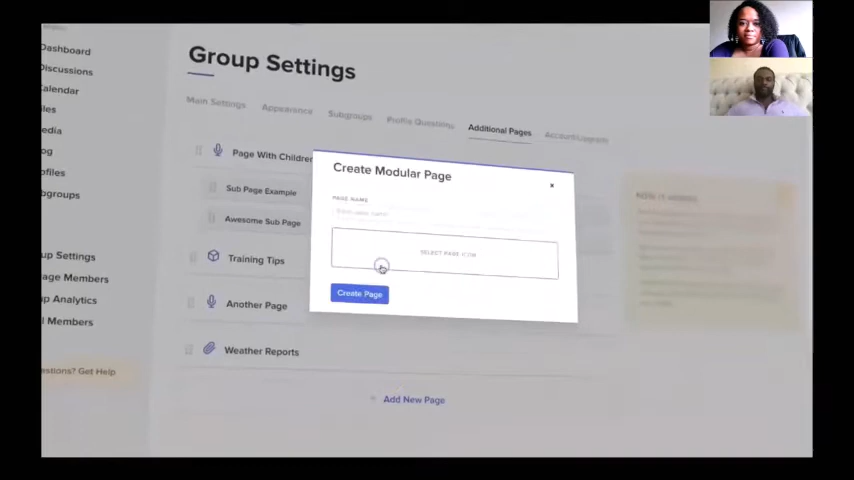 Dashboard
Group Settings
Discussions
Calendar
Main Settings
Appearance
Subgroups
Profile Questions
Additional Pages
Account/Upgrade
iles
edia
og
ofiles
bgroups
Page With Children
Sub Page Example
Awesome Sub Page
Training Tips
Another Page
Weather Reports
Add New Page
Create Modular Page
×
PAGE NAME
SELECT PAGE ICON
Create Page
HOW IT WORKS
up Settings
age Members
up Analytics
l Members
estions? Get Help